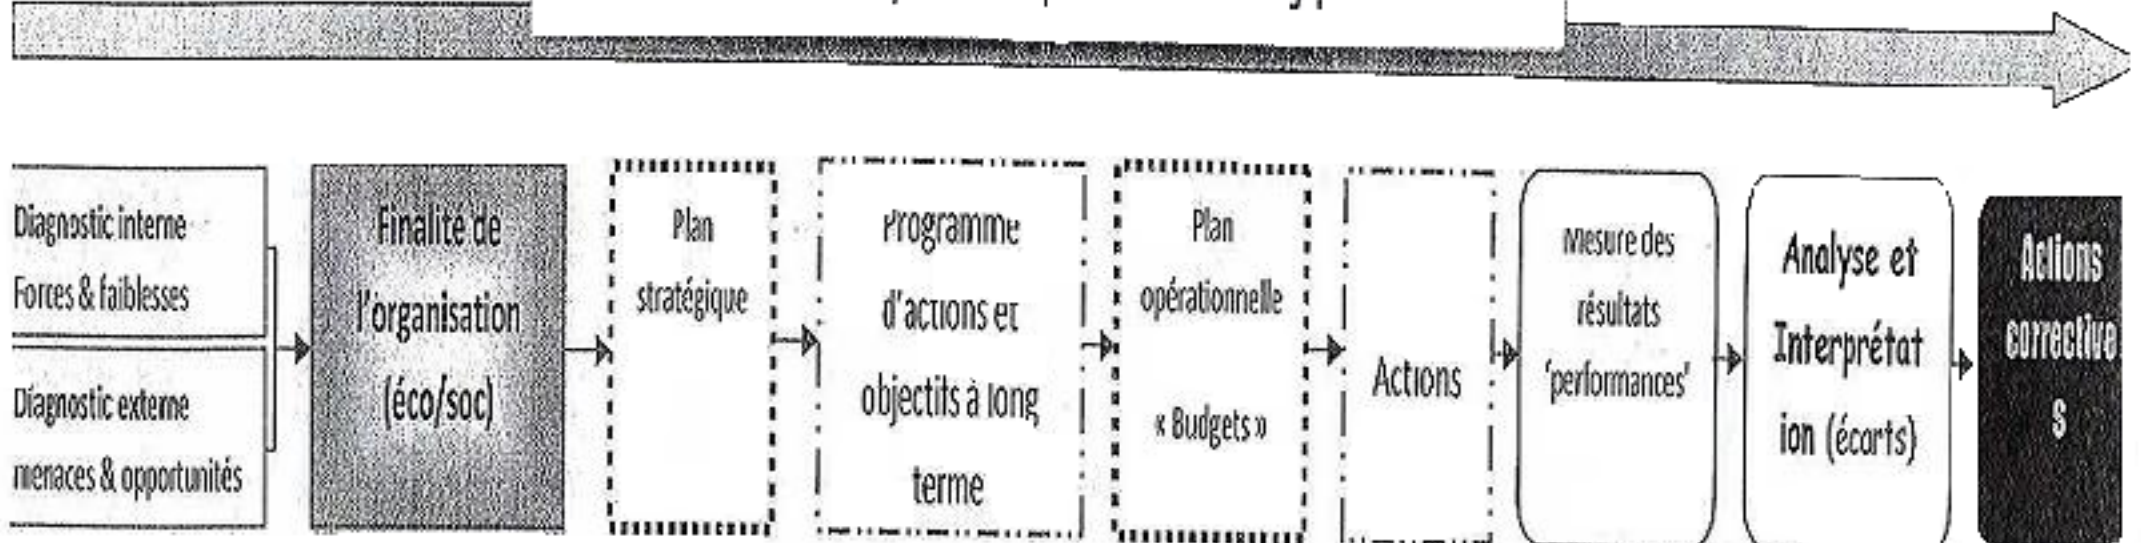 Diagnostic interne
Forces & faiblesses
Diagnostic externe
menaces & opportunités
Finalité de
l'organisation
(éco/soc)
Plan
stratégique
Programme
d'actions et
objectifs à long
terme
Plan
opérationnelle
« Budgets »
Actions
Mesure des
résultats
'performances'
Analyse et
Interprétat
ion (écarts)
Actions
corrective
s